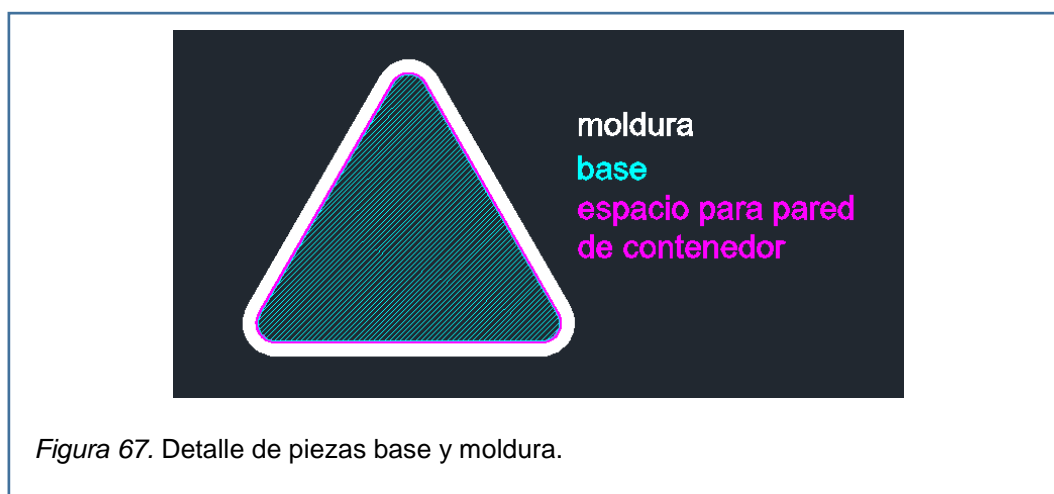 moldura
base
espacio para pared
de contenedor
Figura 67. Detalle de piezas base y moldura.